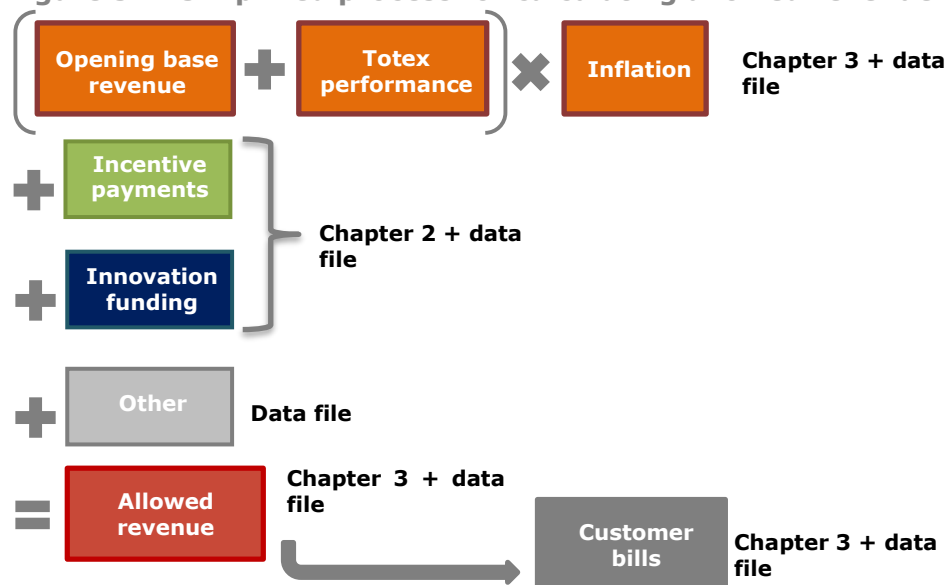 Opening base
revenue
Totex
performance
Inflation
Chapter 3 + data
file
Incentive
payments
Chapter 2 + data
file
Innovation
funding
Other
Data file
Allowed
revenue
Chapter 3 + data
file
Customer
bills
Chapter 3 + data
file